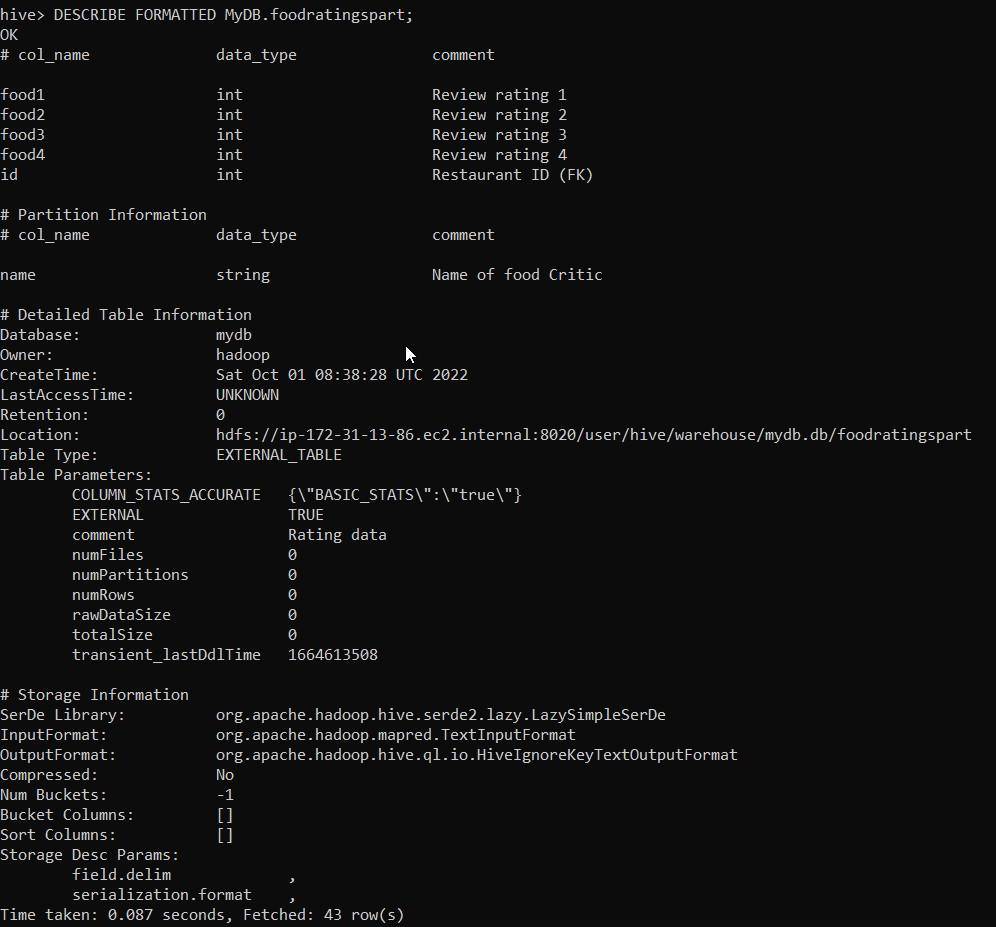 hive> DESCRIBE FORMATTED MyDB.foodratingspart;
OK
# col_name data_type comment
food1 int Review rating 1
food2 int Review rating 2
food3 int Review rating 3
food4 int Review rating 4
id int Restaurant ID (FK)
# Partition Information
# col_name data_type comment
name string Name of food Critic
# Detailed Table Information
Database: mydb
Owner: hadoop
CreateTime: Sat Oct 01 08:38:28 UTC 2022
LastAccessTime: UNKNOWN
Retention: 0
Location: hdfs://ip-172-31-13-86.ec2.internal:8020/user/hive/warehouse/mydb.db/foodratingspart
Table Type: EXTERNAL_TABLE
Table Parameters:
COLUMN_STATS_ACCURATE {\"BASIC_STATS\":\"true\"}
EXTERNAL TRUE
comment Rating data
numFiles 0
numPartitions 0
numRows 0
rawDataSize 0
totalSize 0
transient_lastDdlTime 1664613508
# Storage Information
SerDe Library: org.apache.hadoop.hive.serde2.lazy.LazySimpleSerDe
InputFormat: org.apache.hadoop.mapred.TextInputFormat
OutputFormat: org.apache.hadoop.hive.ql.io.HiveIgnoreKeyTextOutputFormat
Compressed: No
Num Buckets: -1
Bucket Columns: []
Sort Columns: []
Storage Desc Params:
field.delim ,
serialization.format ,
Time taken: 0.087 seconds, Fetched: 43 row(s)